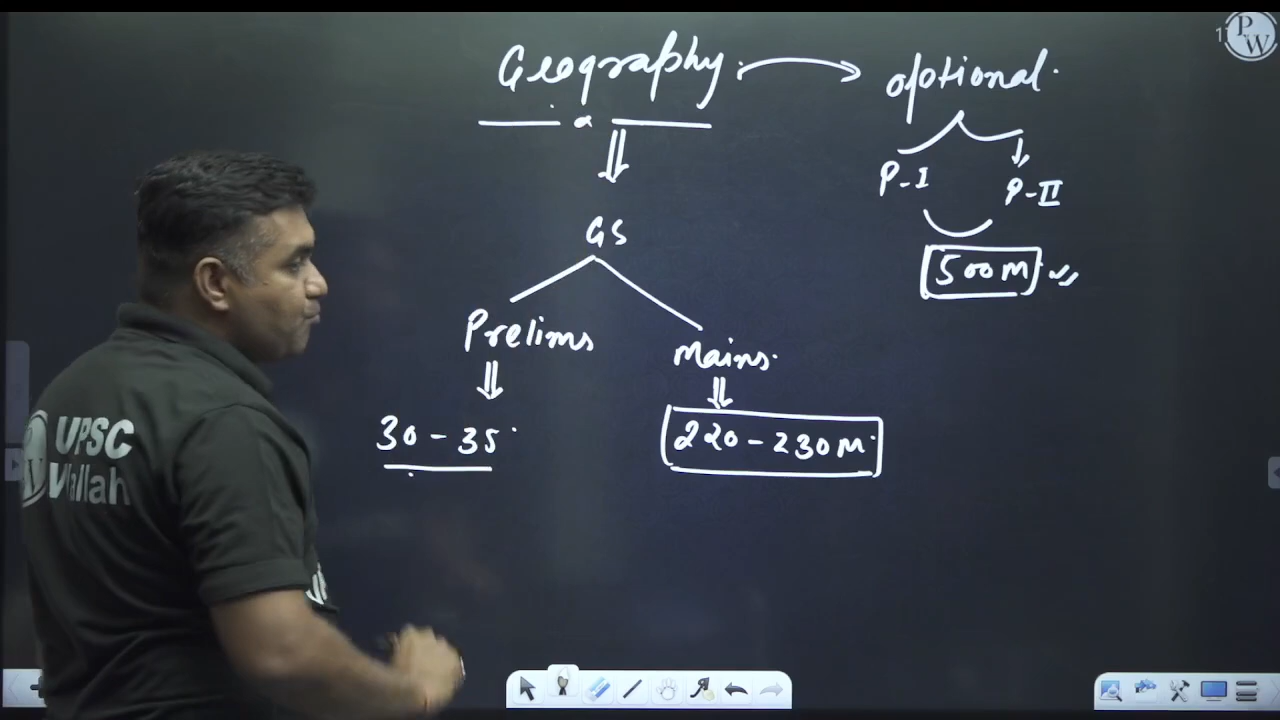 Geography
optional
P-I
P-II
500M
GS
Prelims
Mains
30-35
220-230M
PW
UPSC
Wallah